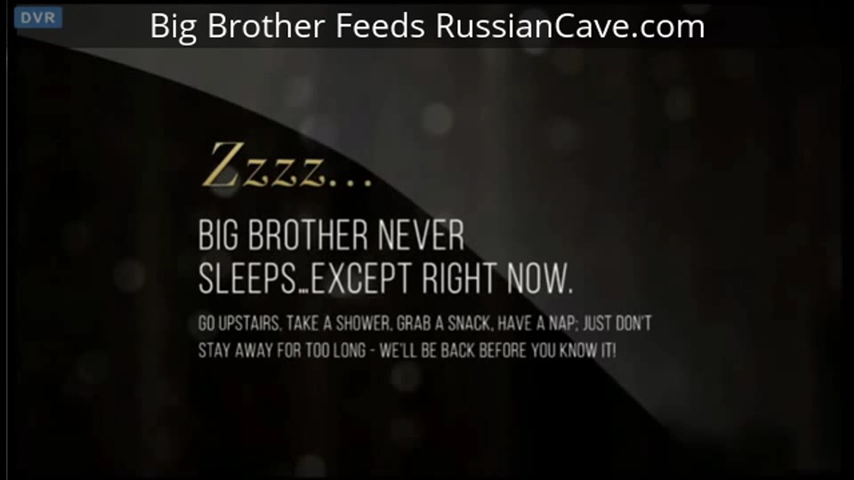 DVR
Big Brother Feeds RussianCave.com
Zzzz...
BIG BROTHER NEVER
SLEEPS...EXCEPT RIGHT NOW.
GO UPSTAIRS, TAKE A SHOWER, GRAB A SNACK, HAVE A NAP; JUST DON'T
STAY AWAY FOR TOO LONG - WE'LL BE BACK BEFORE YOU KNOW IT!